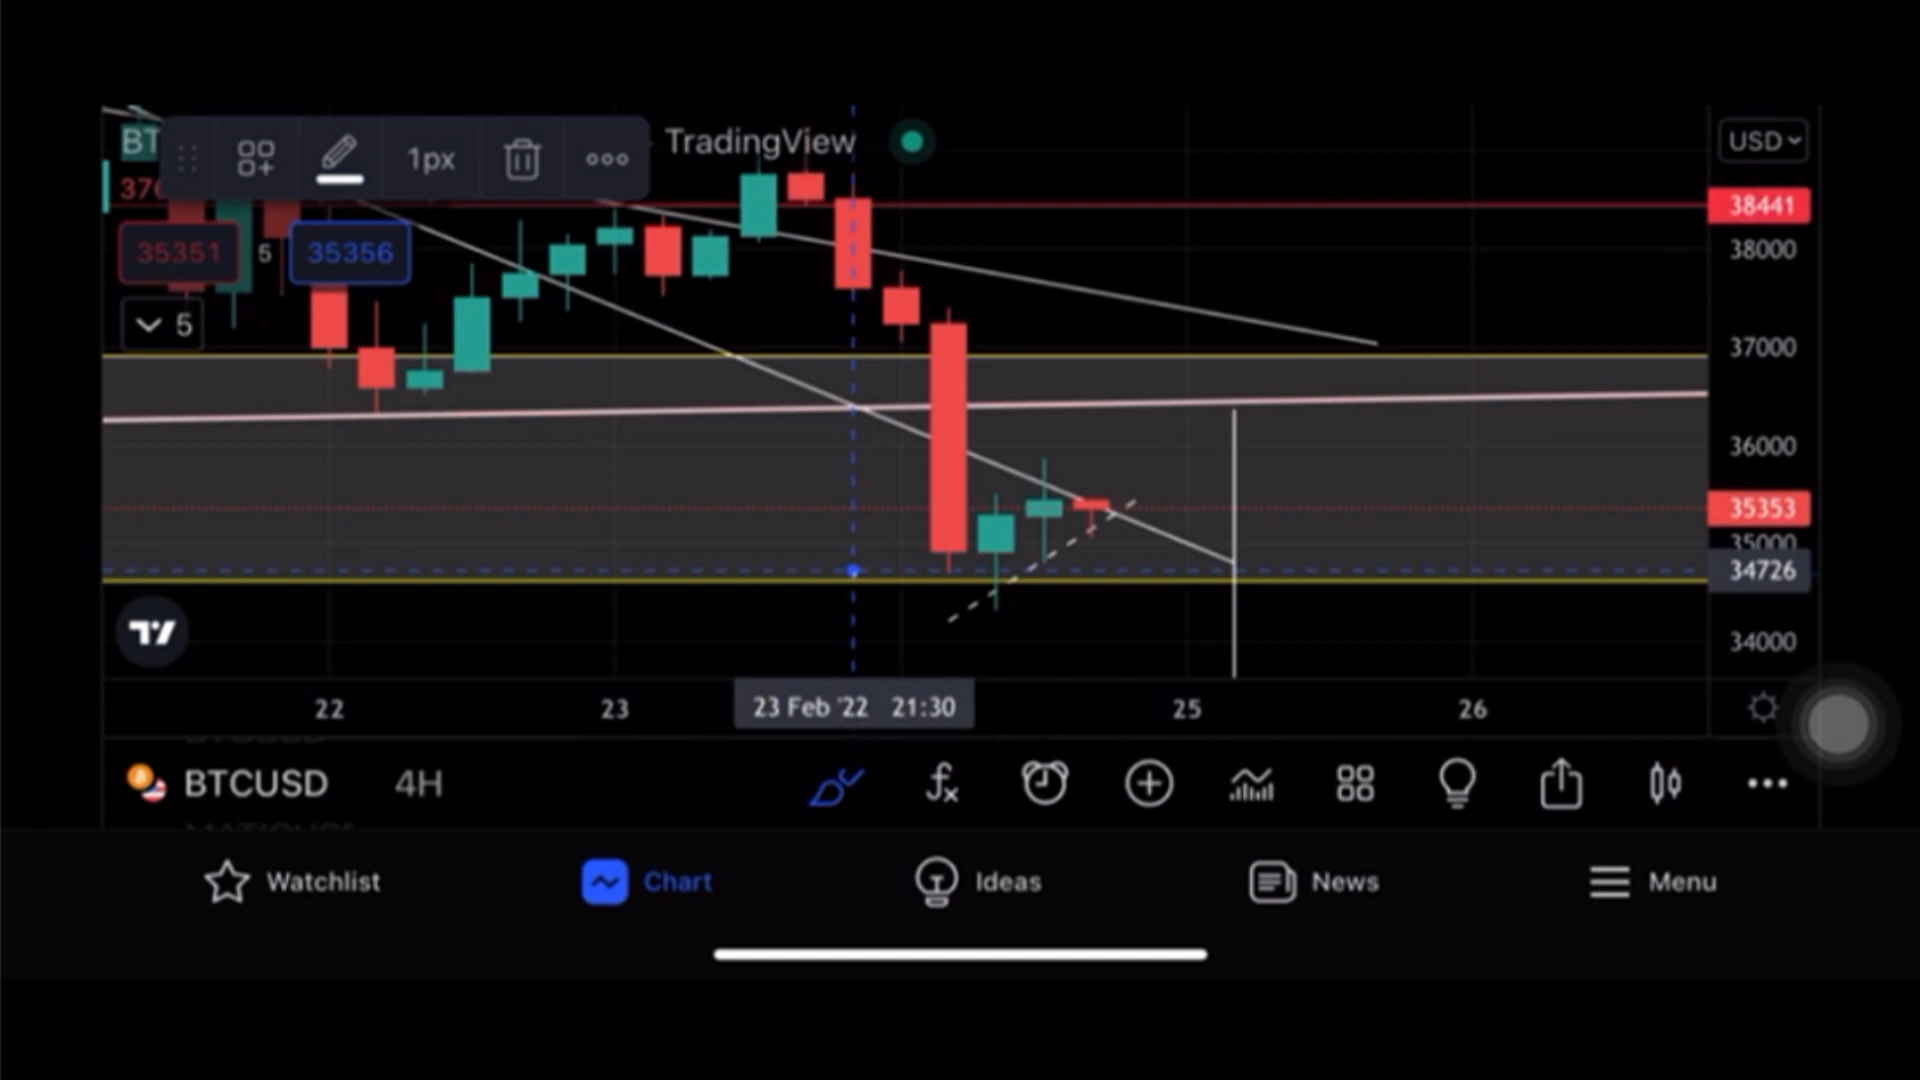 BT
1px
TradingView
USD
376
38441
35351
5
35356
38000
5
37000
36000
35353
35000
34726
34000
22
23
23 Feb '22 21:30
25
26
BTCUSD
4H
Watchlist
Chart
Ideas
News
Menu